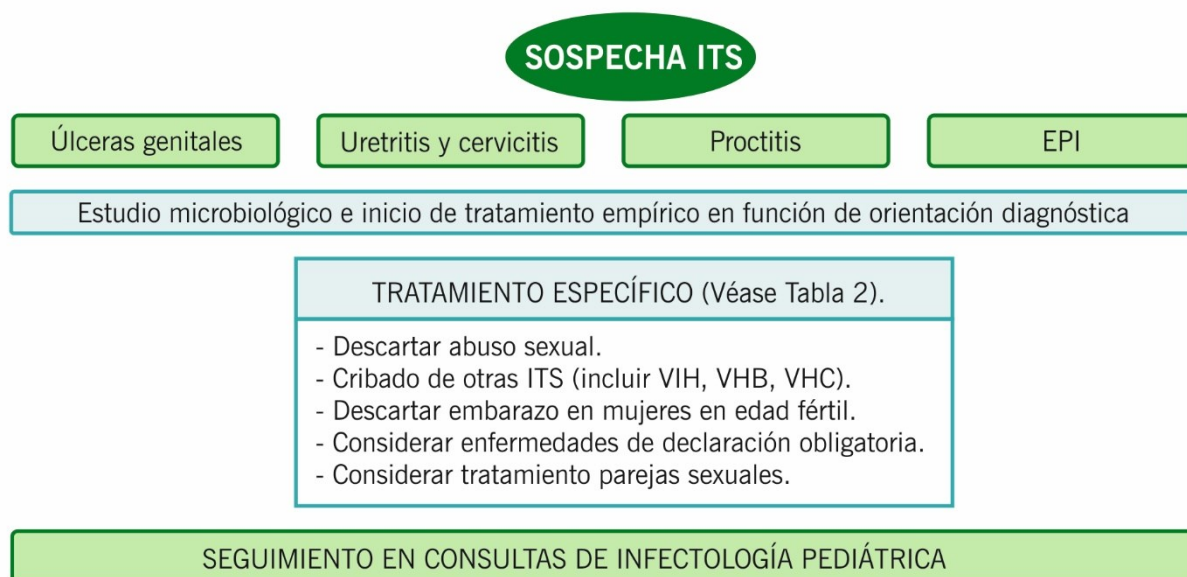 SOSPECHA ITS
Úlceras genitales
Uretritis y cervicitis
Proctitis
EPI
Estudio microbiológico e inicio de tratamiento empírico en función de orientación diagnóstica
TRATAMIENTO ESPECÍFICO (Véase Tabla 2).
- Descartar abuso sexual.
- Cribado de otras ITS (incluir VIH, VHB, VHC).
- Descartar embarazo en mujeres en edad fértil.
- Considerar enfermedades de declaración obligatoria.
- Considerar tratamiento parejas sexuales.
SEGUIMIENTO EN CONSULTAS DE INFECTOLOGÍA PEDIÁTRICA